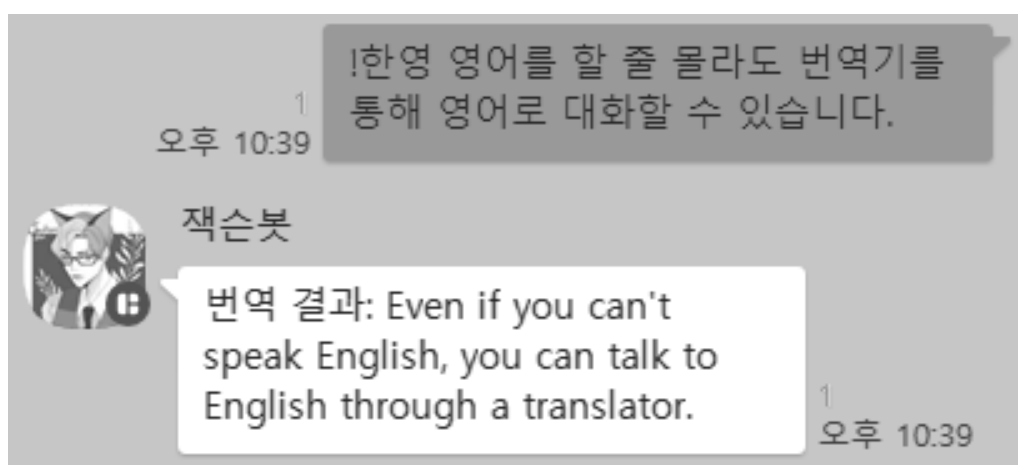 !한영 영어를 할 줄 몰라도 번역기를
통해 영어로 대화할 수 있습니다.
1
오후 10:39
잭슨봇
번역 결과: Even if you can't
speak English, you can talk to
English through a translator.
1
오후 10:39